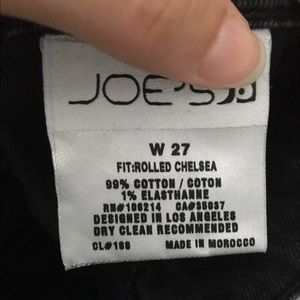 JOE'S
W 27
FIT:ROLLED CHELSEA
99% COTTON / COTON
1% ELASTHANNE
RN#106214 CA#35037
DESIGNED IN LOS ANGELES
DRY CLEAN RECOMMENDED
CL#188 MADE IN MOROCCO